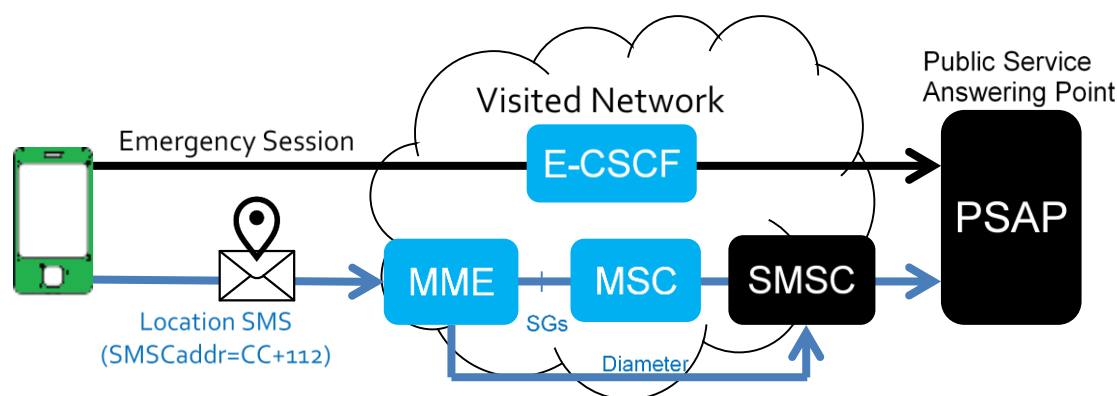 Public Service
Answering Point
Visited Network
Emergency Session
E-CSCF
PSAP
MME
MSC
SMSC
SGs
Location SMS
(SMSCaddr=CC+112)
Diameter